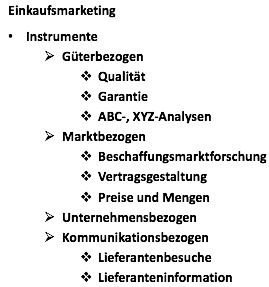 Einkaufsmarketing
• Instrumente
➢ Güterbezogen
❖ Qualität
❖ Garantie
❖ ABC-, XYZ-Analysen
➢ Marktbezogen
❖ Beschaffungsmarktforschung
❖ Vertragsgestaltung
❖ Preise und Mengen
➢ Unternehmensbezogen
➢ Kommunikationsbezogen
❖ Lieferantenbesuche
❖ Lieferanteninformation